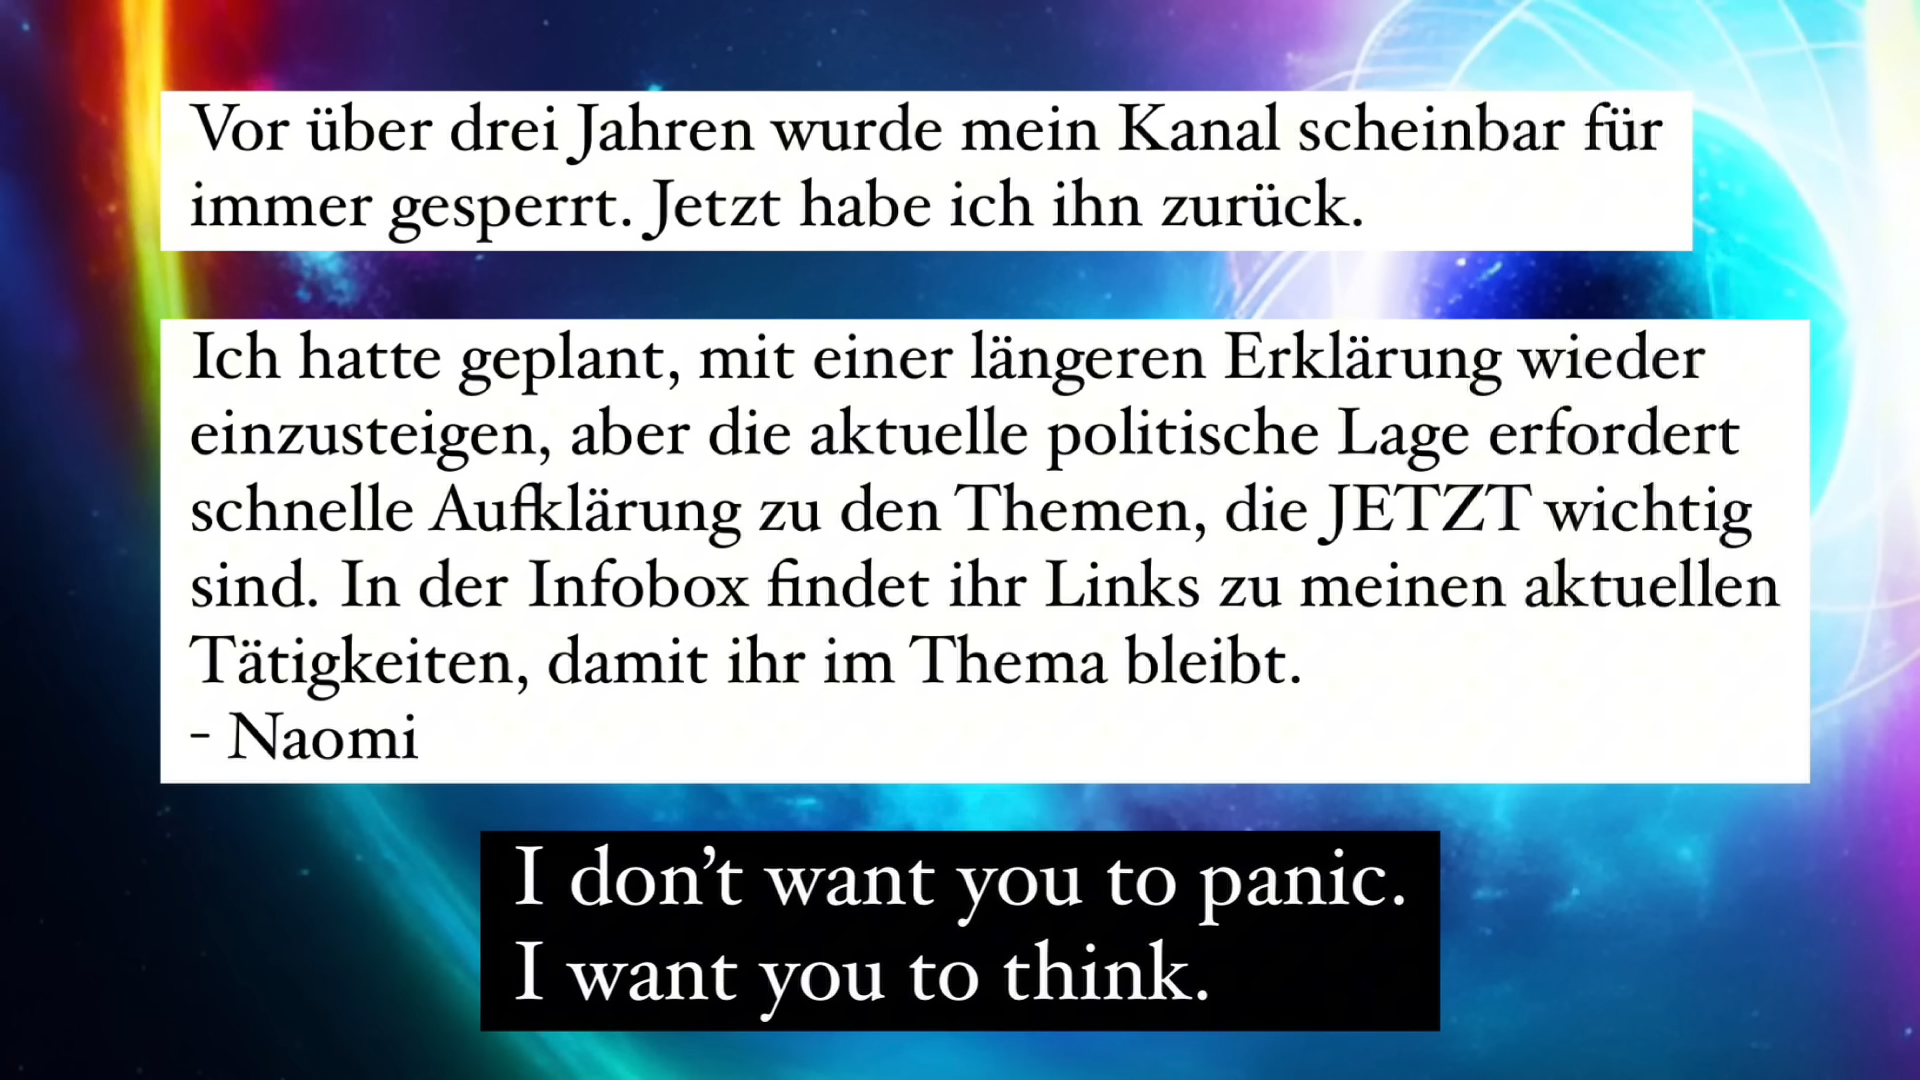 Vor über drei Jahren wurde mein Kanal scheinbar für
immer gesperrt. Jetzt habe ich ihn zurück.
Ich hatte geplant, mit einer längeren Erklärung wieder
einzusteigen, aber die aktuelle politische Lage erfordert
schnelle Aufklärung zu den Themen, die JETZT wichtig
sind. In der Infobox findet ihr Links zu meinen aktuellen
Tätigkeiten, damit ihr im Thema bleibt.
- Naomi
I don’t want you to panic.
I want you to think.